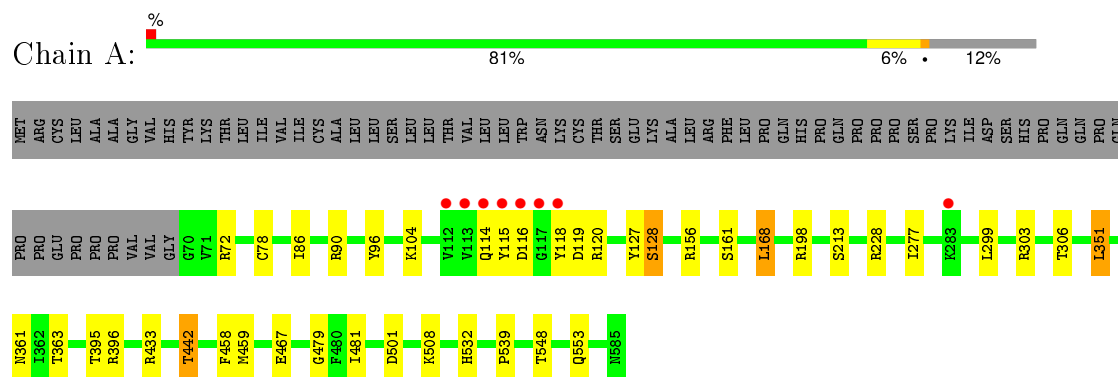 %
Chain A:
81% 6% • 12%
MET ARG CYS LEU ALA ALA GLY VAL HIS TYR LYS THR LEU ILE VAL ILE CYS ALA LEU LEU SER LEU LEU THR VAL LEU LEU TRP ASN LYS CYS THR SER GLU LYS ALA LEU ARG PHE LEU PRO GLN HIS PRO GLN PRO PRO PRO SER PRO LYS ILE ASP SER HIS PRO GLN GLN PRO
PRO PRO GLU PRO PRO PRO VAL VAL GLY G70 V71 R72 C78 I86 R90 Y96 K104 V112 V113 Q114 Y115 D116 G117 Y118 D119 R120 Y127 S128 R156 S161 L168 R198 S213 R228 I277 K283 L299 R303 T306 L351
N361 I362 T363 T395 R396 R433 T442 F458 M459 E467 G479 F480 I481 D501 K508 H532 P539 T548 Q553 N585